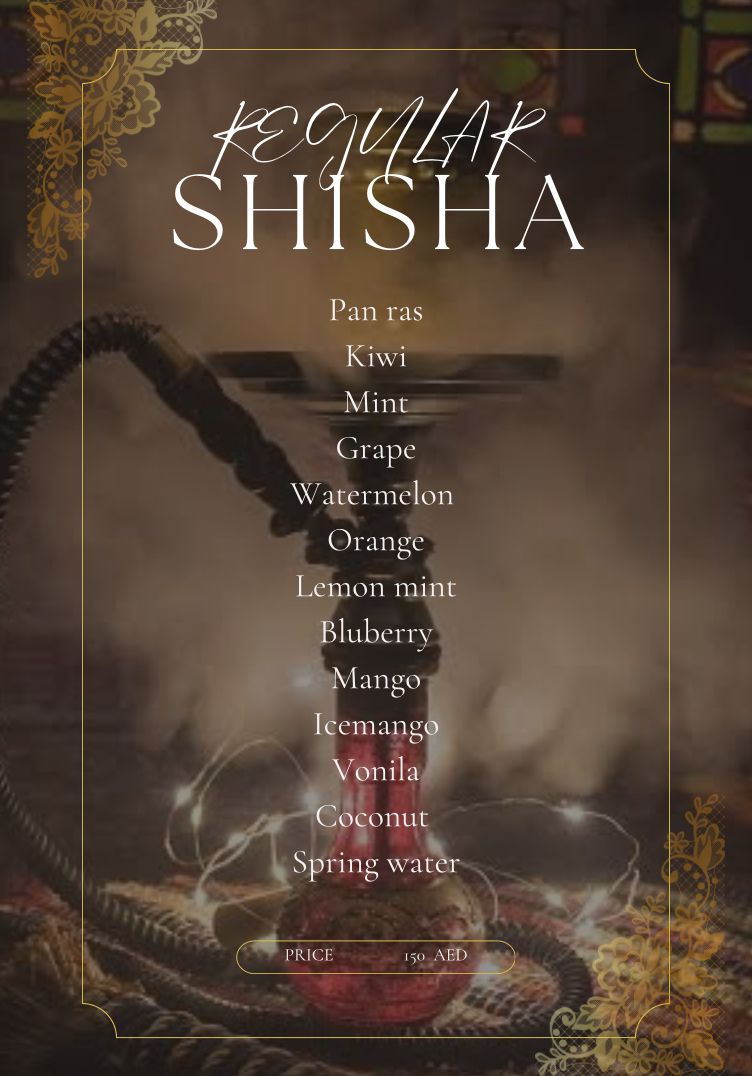 REGULAR
SHISHA
Pan ras
Kiwi
Mint
Grape
Watermelon
Orange
Lemon mint
Bluberry
Mango
Icemango
Vonila
Coconut
Spring water
PRICE 150 AED